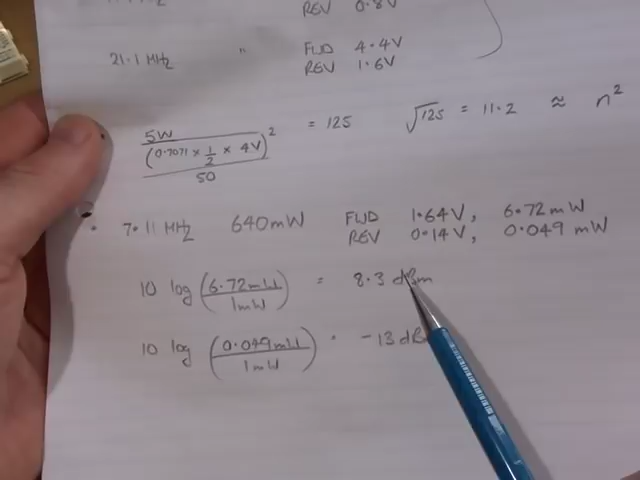 REV 0.8V
21.1 MHz " FWD 4.4V
REV 1.6V
5W / (0.7071 × 1/2 × 4V)² / 50 = 125 √125 = 11.2 ≈ n²
7.11 MHz 640mW FWD 1.64V, 6.72mW
REV 0.14V, 0.049 mW
10 log (6.72mW / 1mW) = 8.3 dBm
10 log (0.049mW / 1mW) = -13 dB